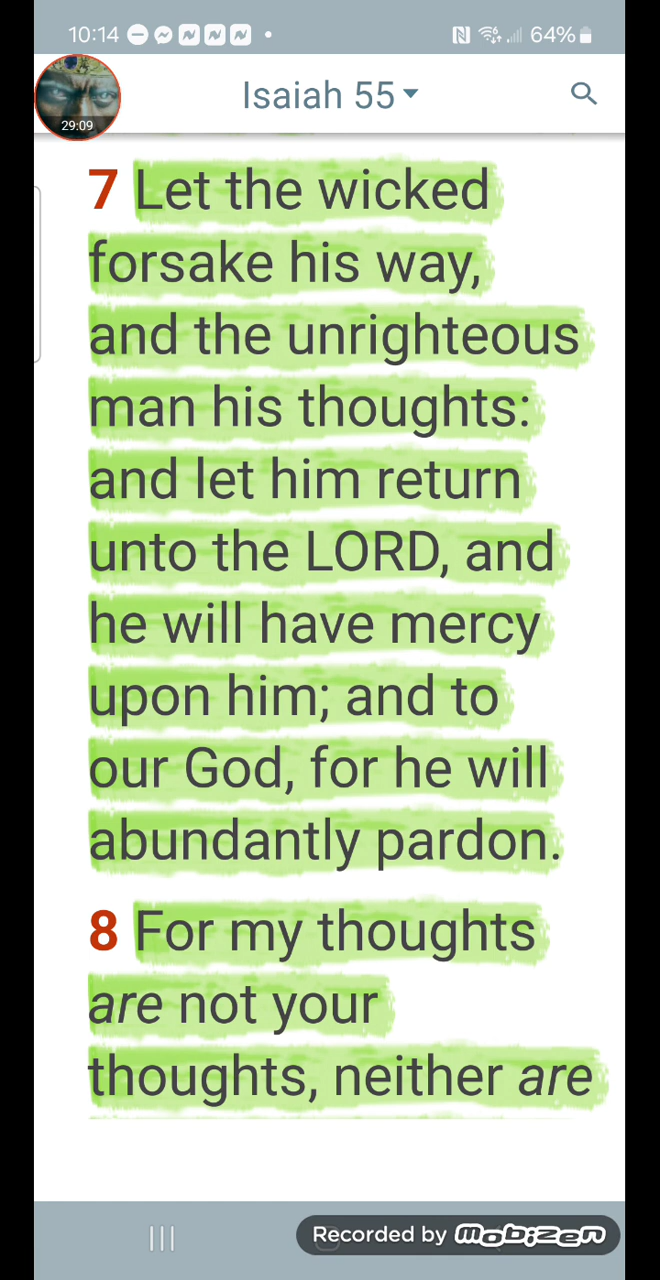 10:14 64%
29:09
Isaiah 55
7 Let the wicked
forsake his way,
and the unrighteous
man his thoughts:
and let him return
unto the LORD, and
he will have mercy
upon him; and to
our God, for he will
abundantly pardon.
8 For my thoughts
are not your
thoughts, neither are
Recorded by mobizen